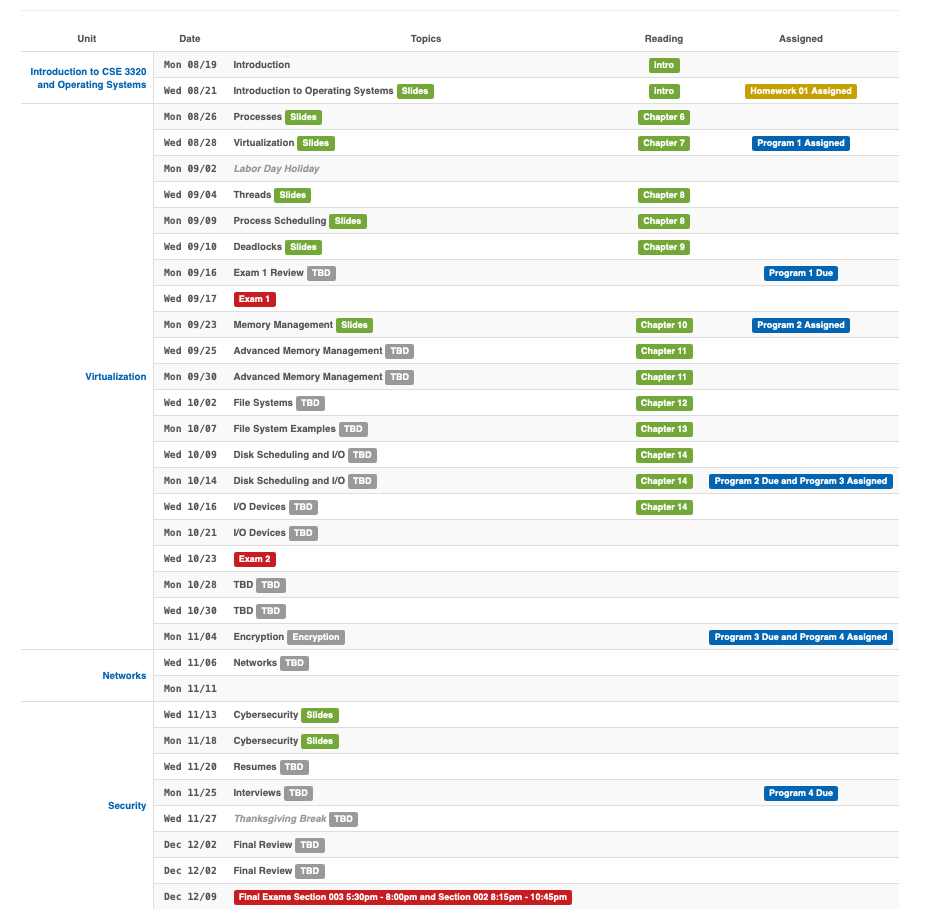 Unit Date Topics Reading Assigned
Introduction to CSE 3320 and Operating Systems
Mon 08/19 Introduction Intro
Wed 08/21 Introduction to Operating Systems Slides Intro Homework 01 Assigned
Virtualization
Mon 08/26 Processes Slides Chapter 6
Wed 08/28 Virtualization Slides Chapter 7 Program 1 Assigned
Mon 09/02 Labor Day Holiday
Wed 09/04 Threads Slides Chapter 8
Mon 09/09 Process Scheduling Slides Chapter 8
Wed 09/10 Deadlocks Slides Chapter 9
Mon 09/16 Exam 1 Review TBD Program 1 Due
Wed 09/17 Exam 1
Mon 09/23 Memory Management Slides Chapter 10 Program 2 Assigned
Wed 09/25 Advanced Memory Management TBD Chapter 11
Mon 09/30 Advanced Memory Management TBD Chapter 11
Wed 10/02 File Systems TBD Chapter 12
Mon 10/07 File System Examples TBD Chapter 13
Wed 10/09 Disk Scheduling and I/O TBD Chapter 14
Mon 10/14 Disk Scheduling and I/O TBD Chapter 14 Program 2 Due and Program 3 Assigned
Wed 10/16 I/O Devices TBD Chapter 14
Mon 10/21 I/O Devices TBD
Wed 10/23 Exam 2
Mon 10/28 TBD TBD
Wed 10/30 TBD TBD
Mon 11/04 Encryption Encryption Program 3 Due and Program 4 Assigned
Networks
Wed 11/06 Networks TBD
Mon 11/11
Security
Wed 11/13 Cybersecurity Slides
Mon 11/18 Cybersecurity Slides
Wed 11/20 Resumes TBD
Mon 11/25 Interviews TBD Program 4 Due
Wed 11/27 Thanksgiving Break TBD
Dec 12/02 Final Review TBD
Dec 12/02 Final Review TBD
Dec 12/09 Final Exams Section 003 5:30pm - 8:00pm and Section 002 8:15pm - 10:45pm